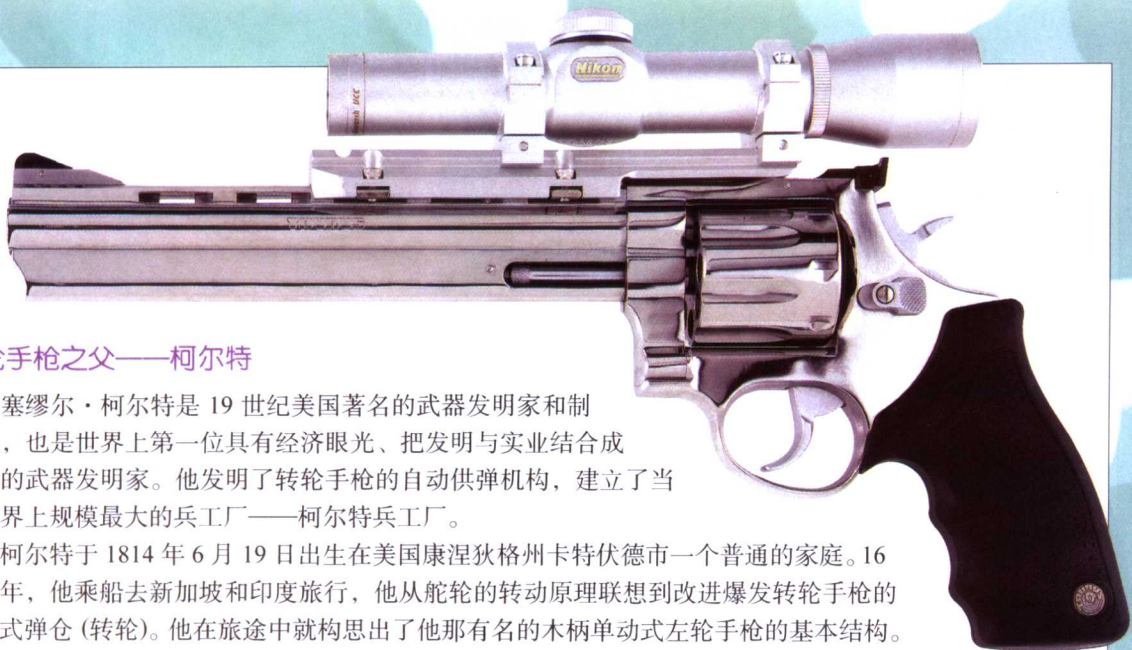 Nikon
UCC
轮手枪之父——柯尔特
塞缪尔·柯尔特是 19 世纪美国著名的武器发明家和制
，也是世界上第一位具有经济眼光、把发明与实业结合成
的武器发明家。他发明了转轮手枪的自动供弹机构，建立了当
界上规模最大的兵工厂——柯尔特兵工厂。
柯尔特于 1814 年 6 月 19 日出生在美国康涅狄格州卡特伏德市一个普通的家庭。16
年，他乘船去新加坡和印度旅行，他从舵轮的转动原理联想到改进爆发转轮手枪的
式弹仓 (转轮)。他在旅途中就构思出了他那有名的木柄单动式左轮手枪的基本结构。